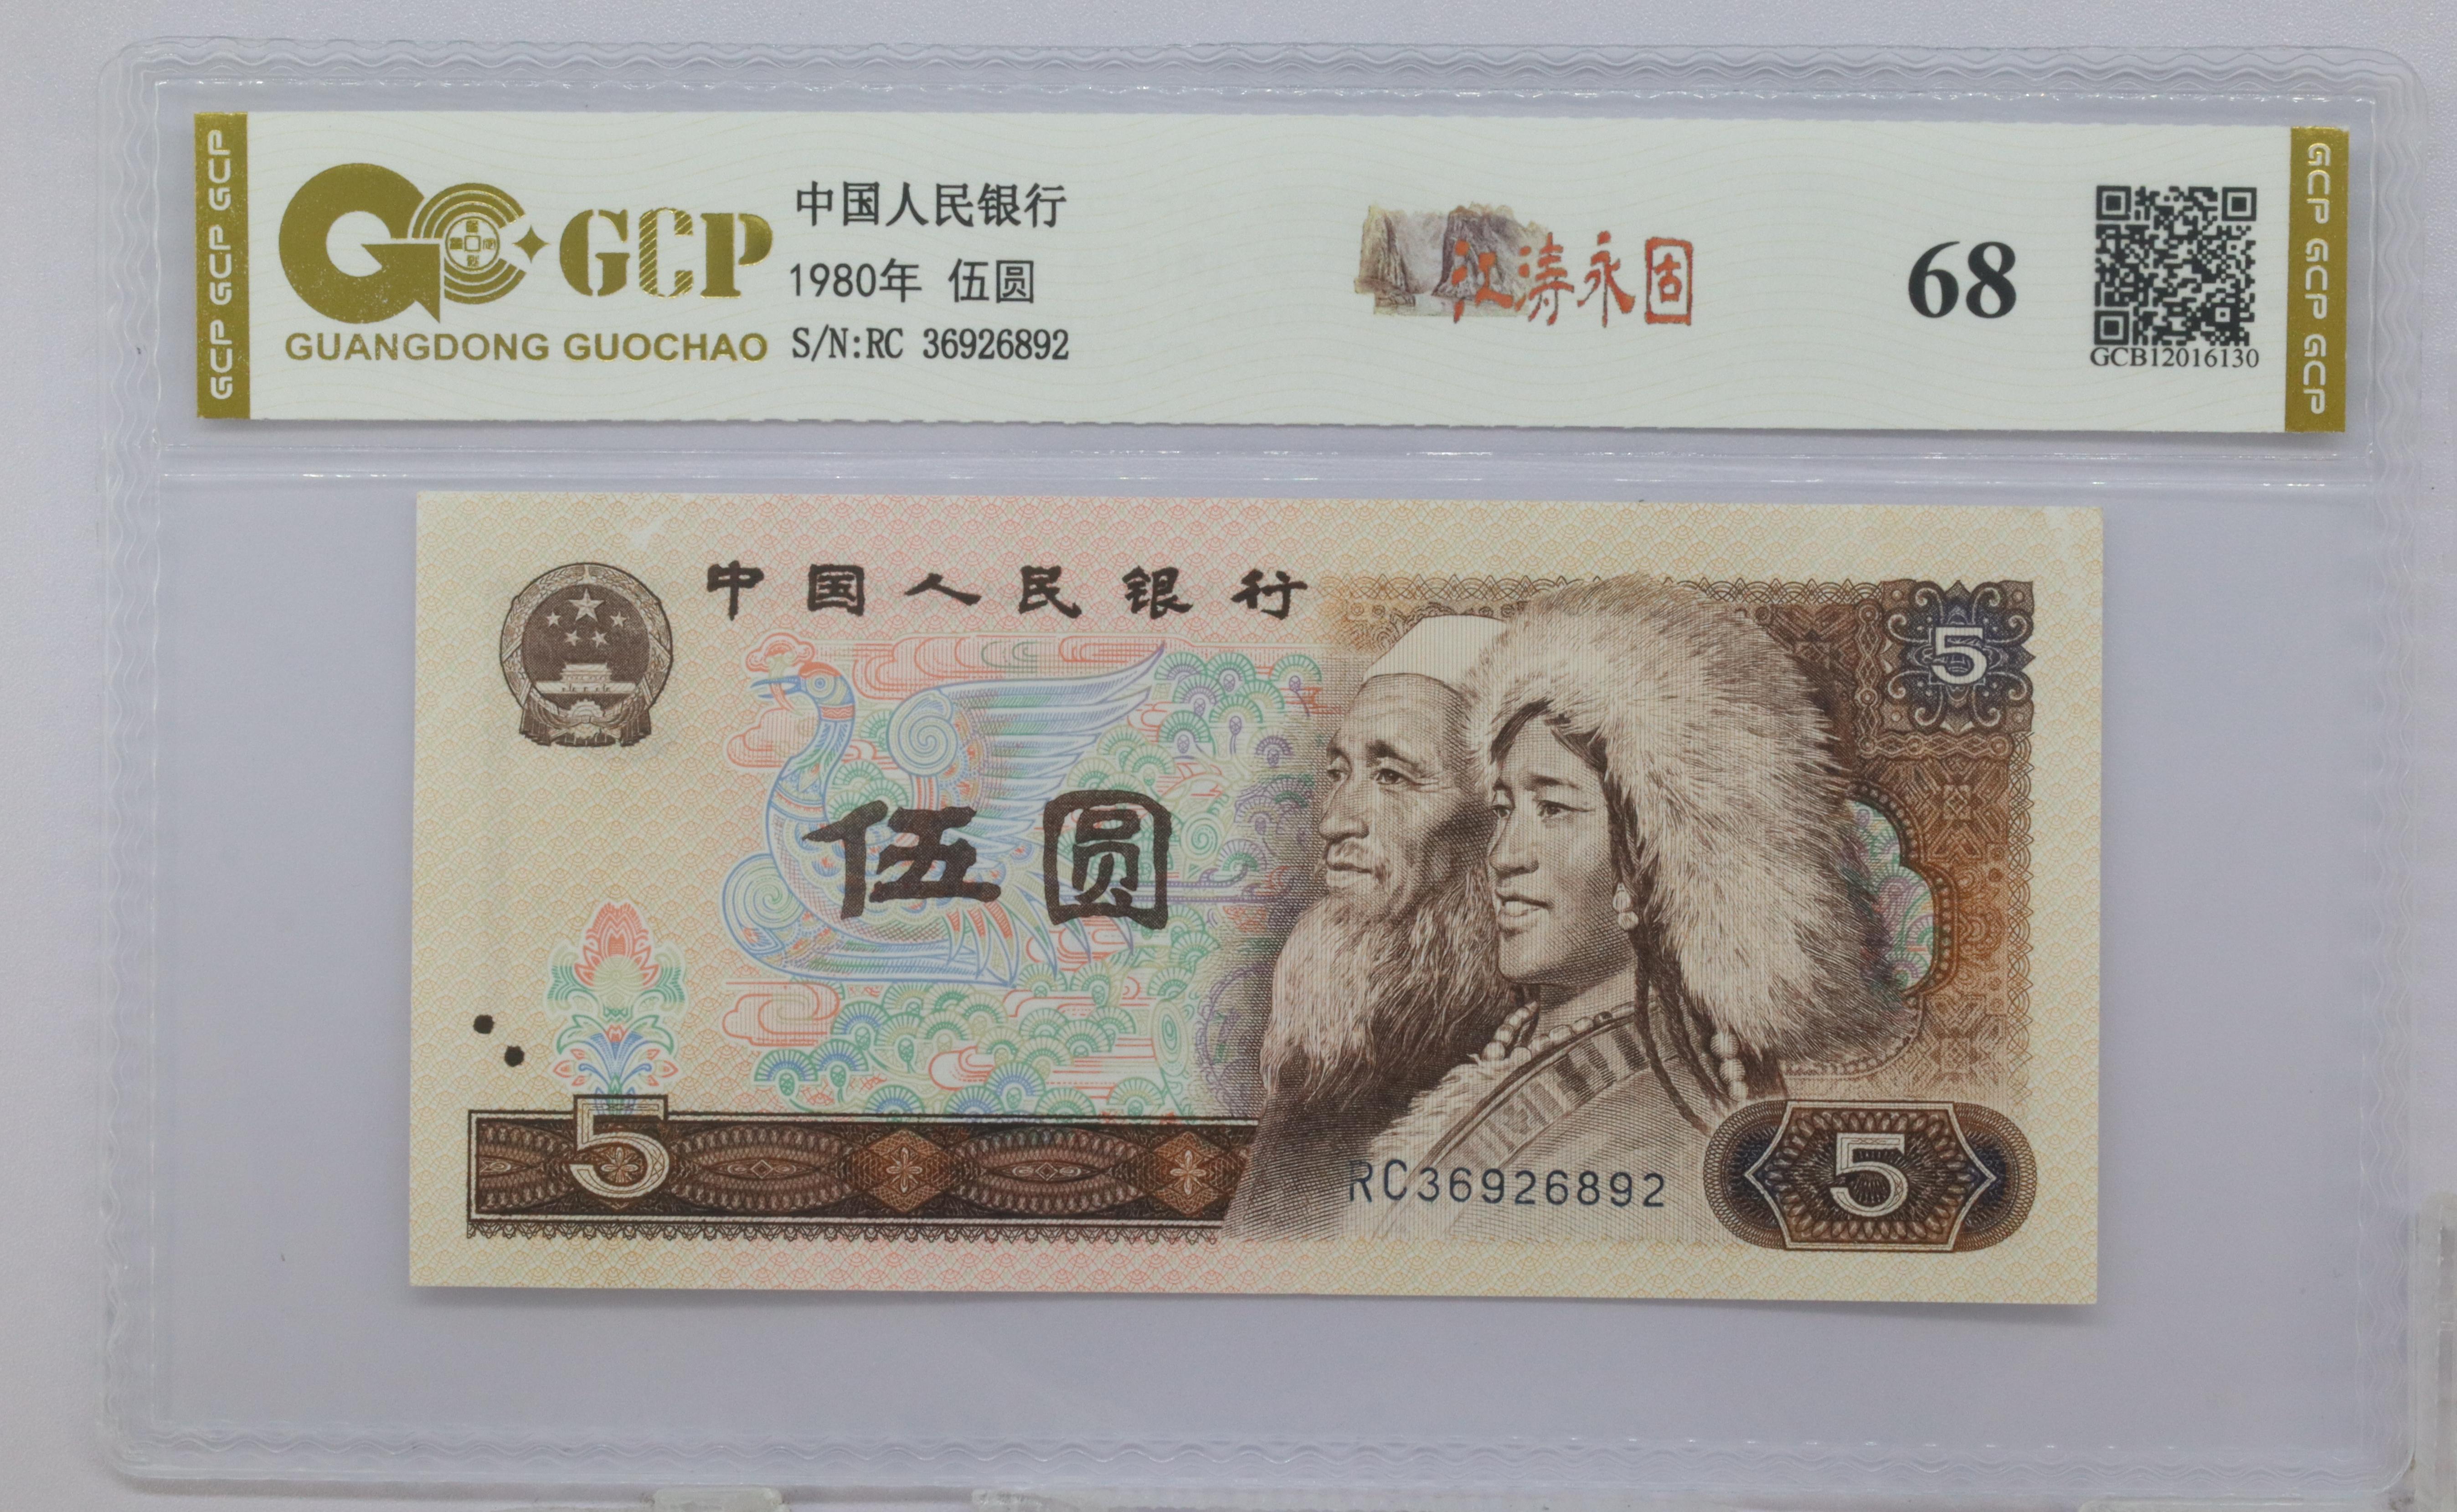 GCP GCP GCP
GCP
GUANGDONG GUOCHAO
中国人民银行
1980年 伍圆
S/N:RC 36926892
江涛永固
68
GCB12016130
GCP GCP GCP
中国人民银行
5
伍圆
5
RC36926892
5